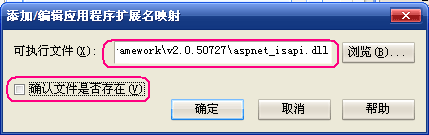 添加/编辑应用程序扩展名映射
可执行文件(X): amework\v2.0.50727\aspnet_isapi.dll 浏览(B)...
确认文件是否存在(V)
确定 取消 帮助